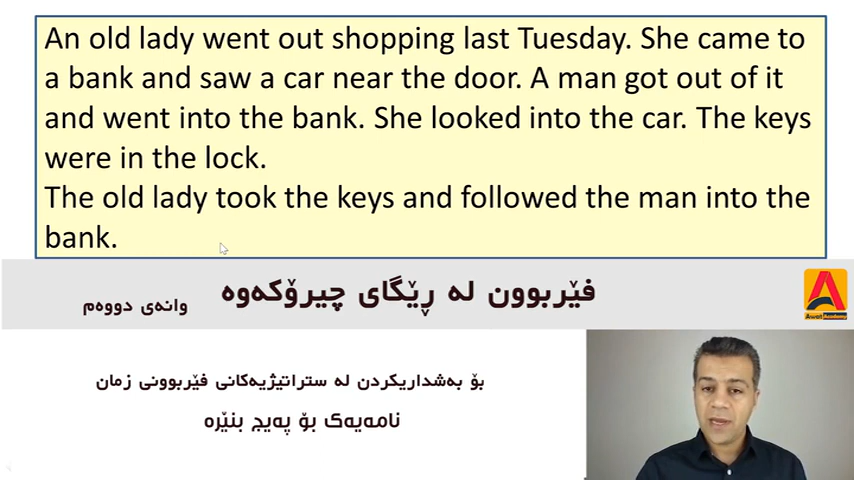 An old lady went out shopping last Tuesday. She came to
a bank and saw a car near the door. A man got out of it
and went into the bank. She looked into the car. The keys
were in the lock.
The old lady took the keys and followed the man into the
bank.
فێربوون لە ڕێگای چیرۆکەوە
وانەی دووەم
Awat Academy
بۆ بەشداریکردن لە ستراتیژیەکانی فێربوونی زمان
نامەیەک بۆ پەیج بنێرە